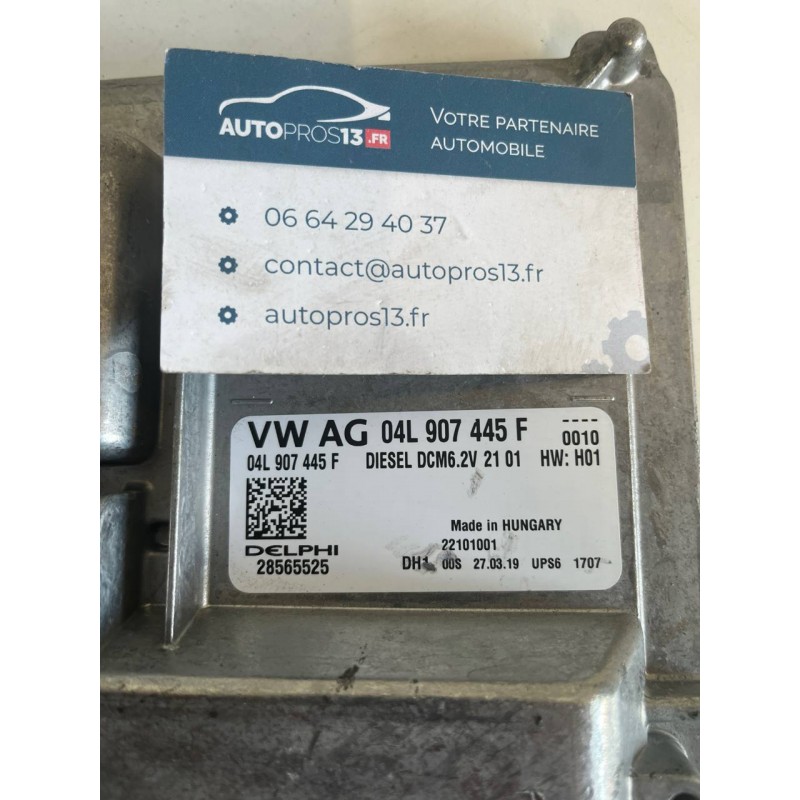 AUTOPROS13.FR
VOTRE PARTENAIRE
AUTOMOBILE
06 64 29 40 37
contact@autopros13.fr
autopros13.fr
VW AG 04L 907 445 F ----
0010
04L 907 445 F DIESEL DCM6.2V 21 01 HW: H01
Made in HUNGARY
22101001
DELPHI
28565525 DH1 00S 27.03.19 UPS6 1707